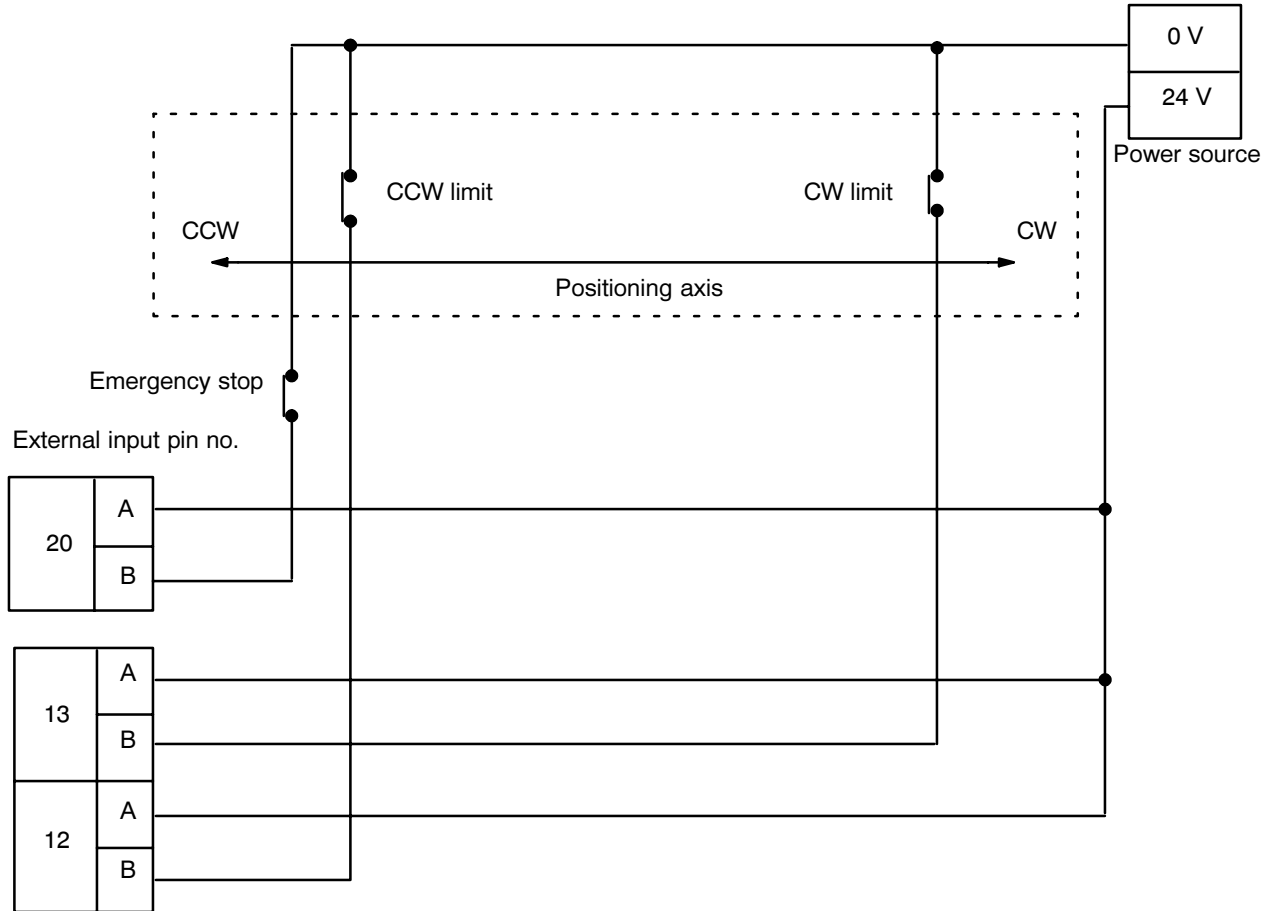 0 V
24 V
Power source
CCW limit
CW limit
CCW
CW
Positioning axis
Emergency stop
External input pin no.
20
A
B
13
A
B
12
A
B